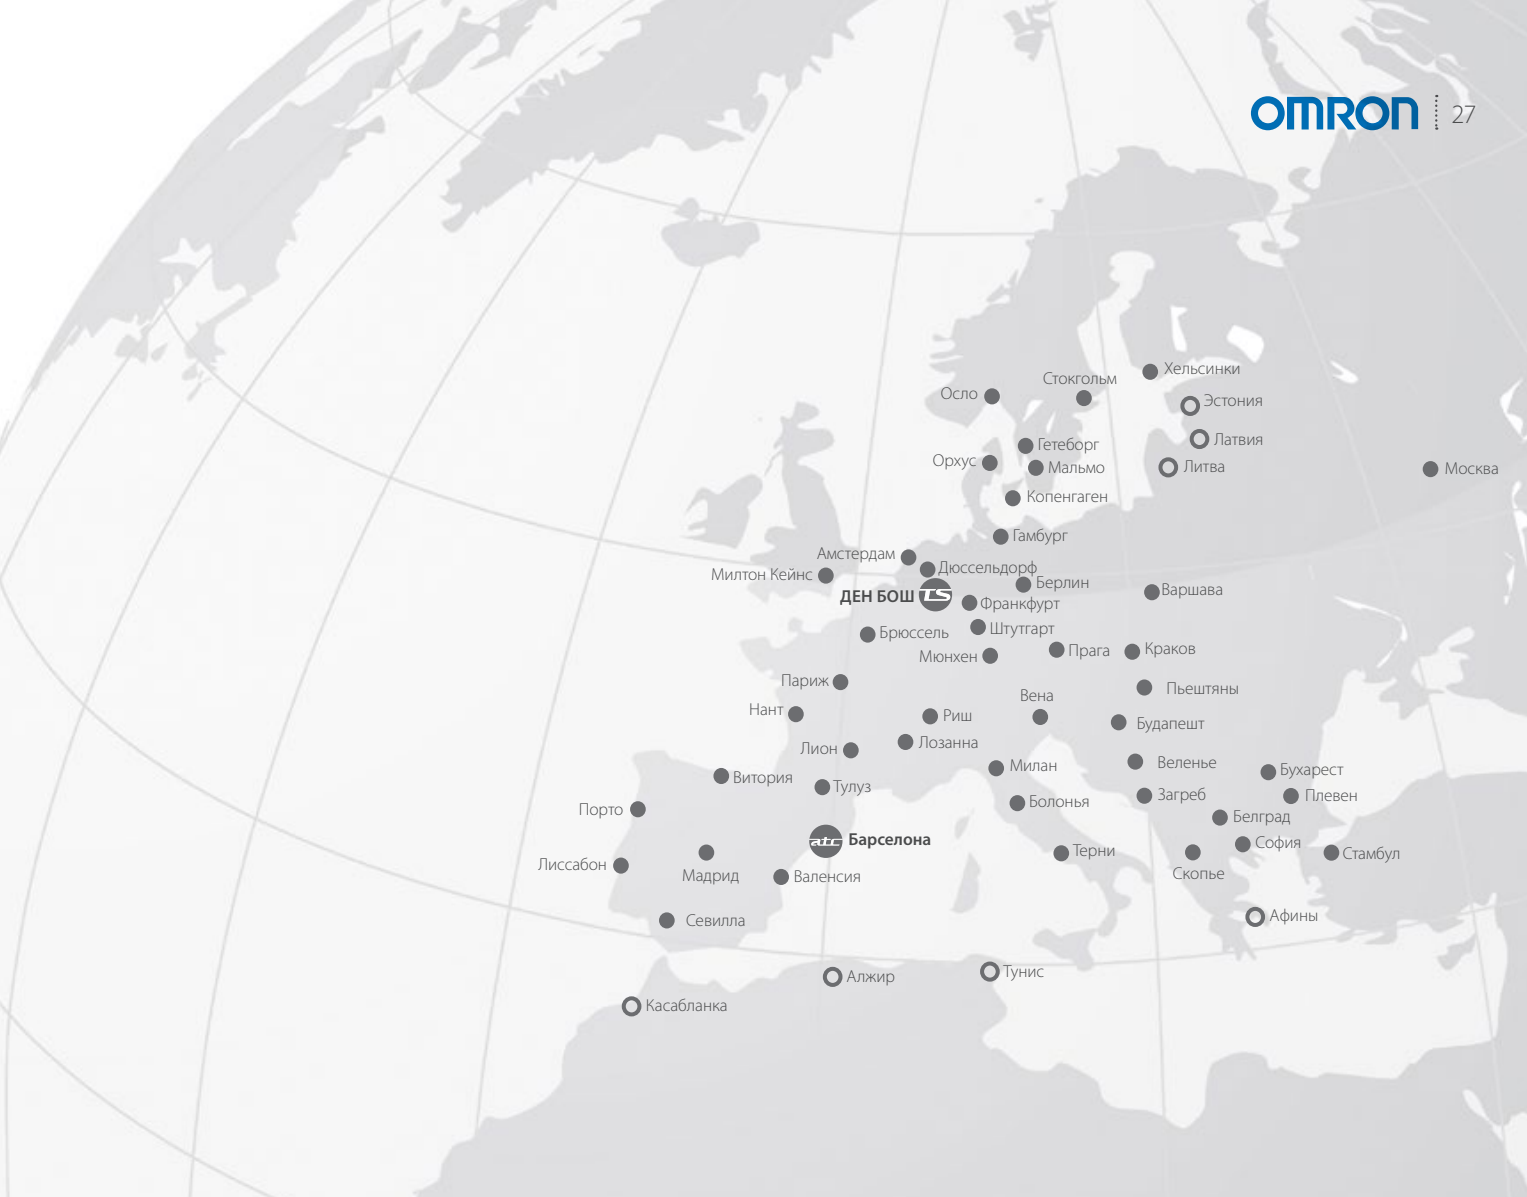 OMRON 27
Хельсинки
Стокгольм
Осло
Эстония
Латвия
Гетеборг
Орхус
Мальмо
Литва
Москва
Копенгаген
Гамбург
Амстердам
Дюссельдорф
Милтон Кейнс
Берлин
Варшава
ДЕН БОШ TS
Франкфурт
Штутгарт
Брюссель
Мюнхен
Прага
Краков
Париж
Пьештяны
Вена
Нант
Риш
Будапешт
Лион
Лозанна
Милан
Веленье
Бухарест
Витория
Тулуз
Загреб
Плевен
Болонья
Порто
Белград
atc Барселона
София
Терни
Стамбул
Лиссабон
Мадрид
Валенсия
Скопье
Севилла
Афины
Тунис
Алжир
Касабланка